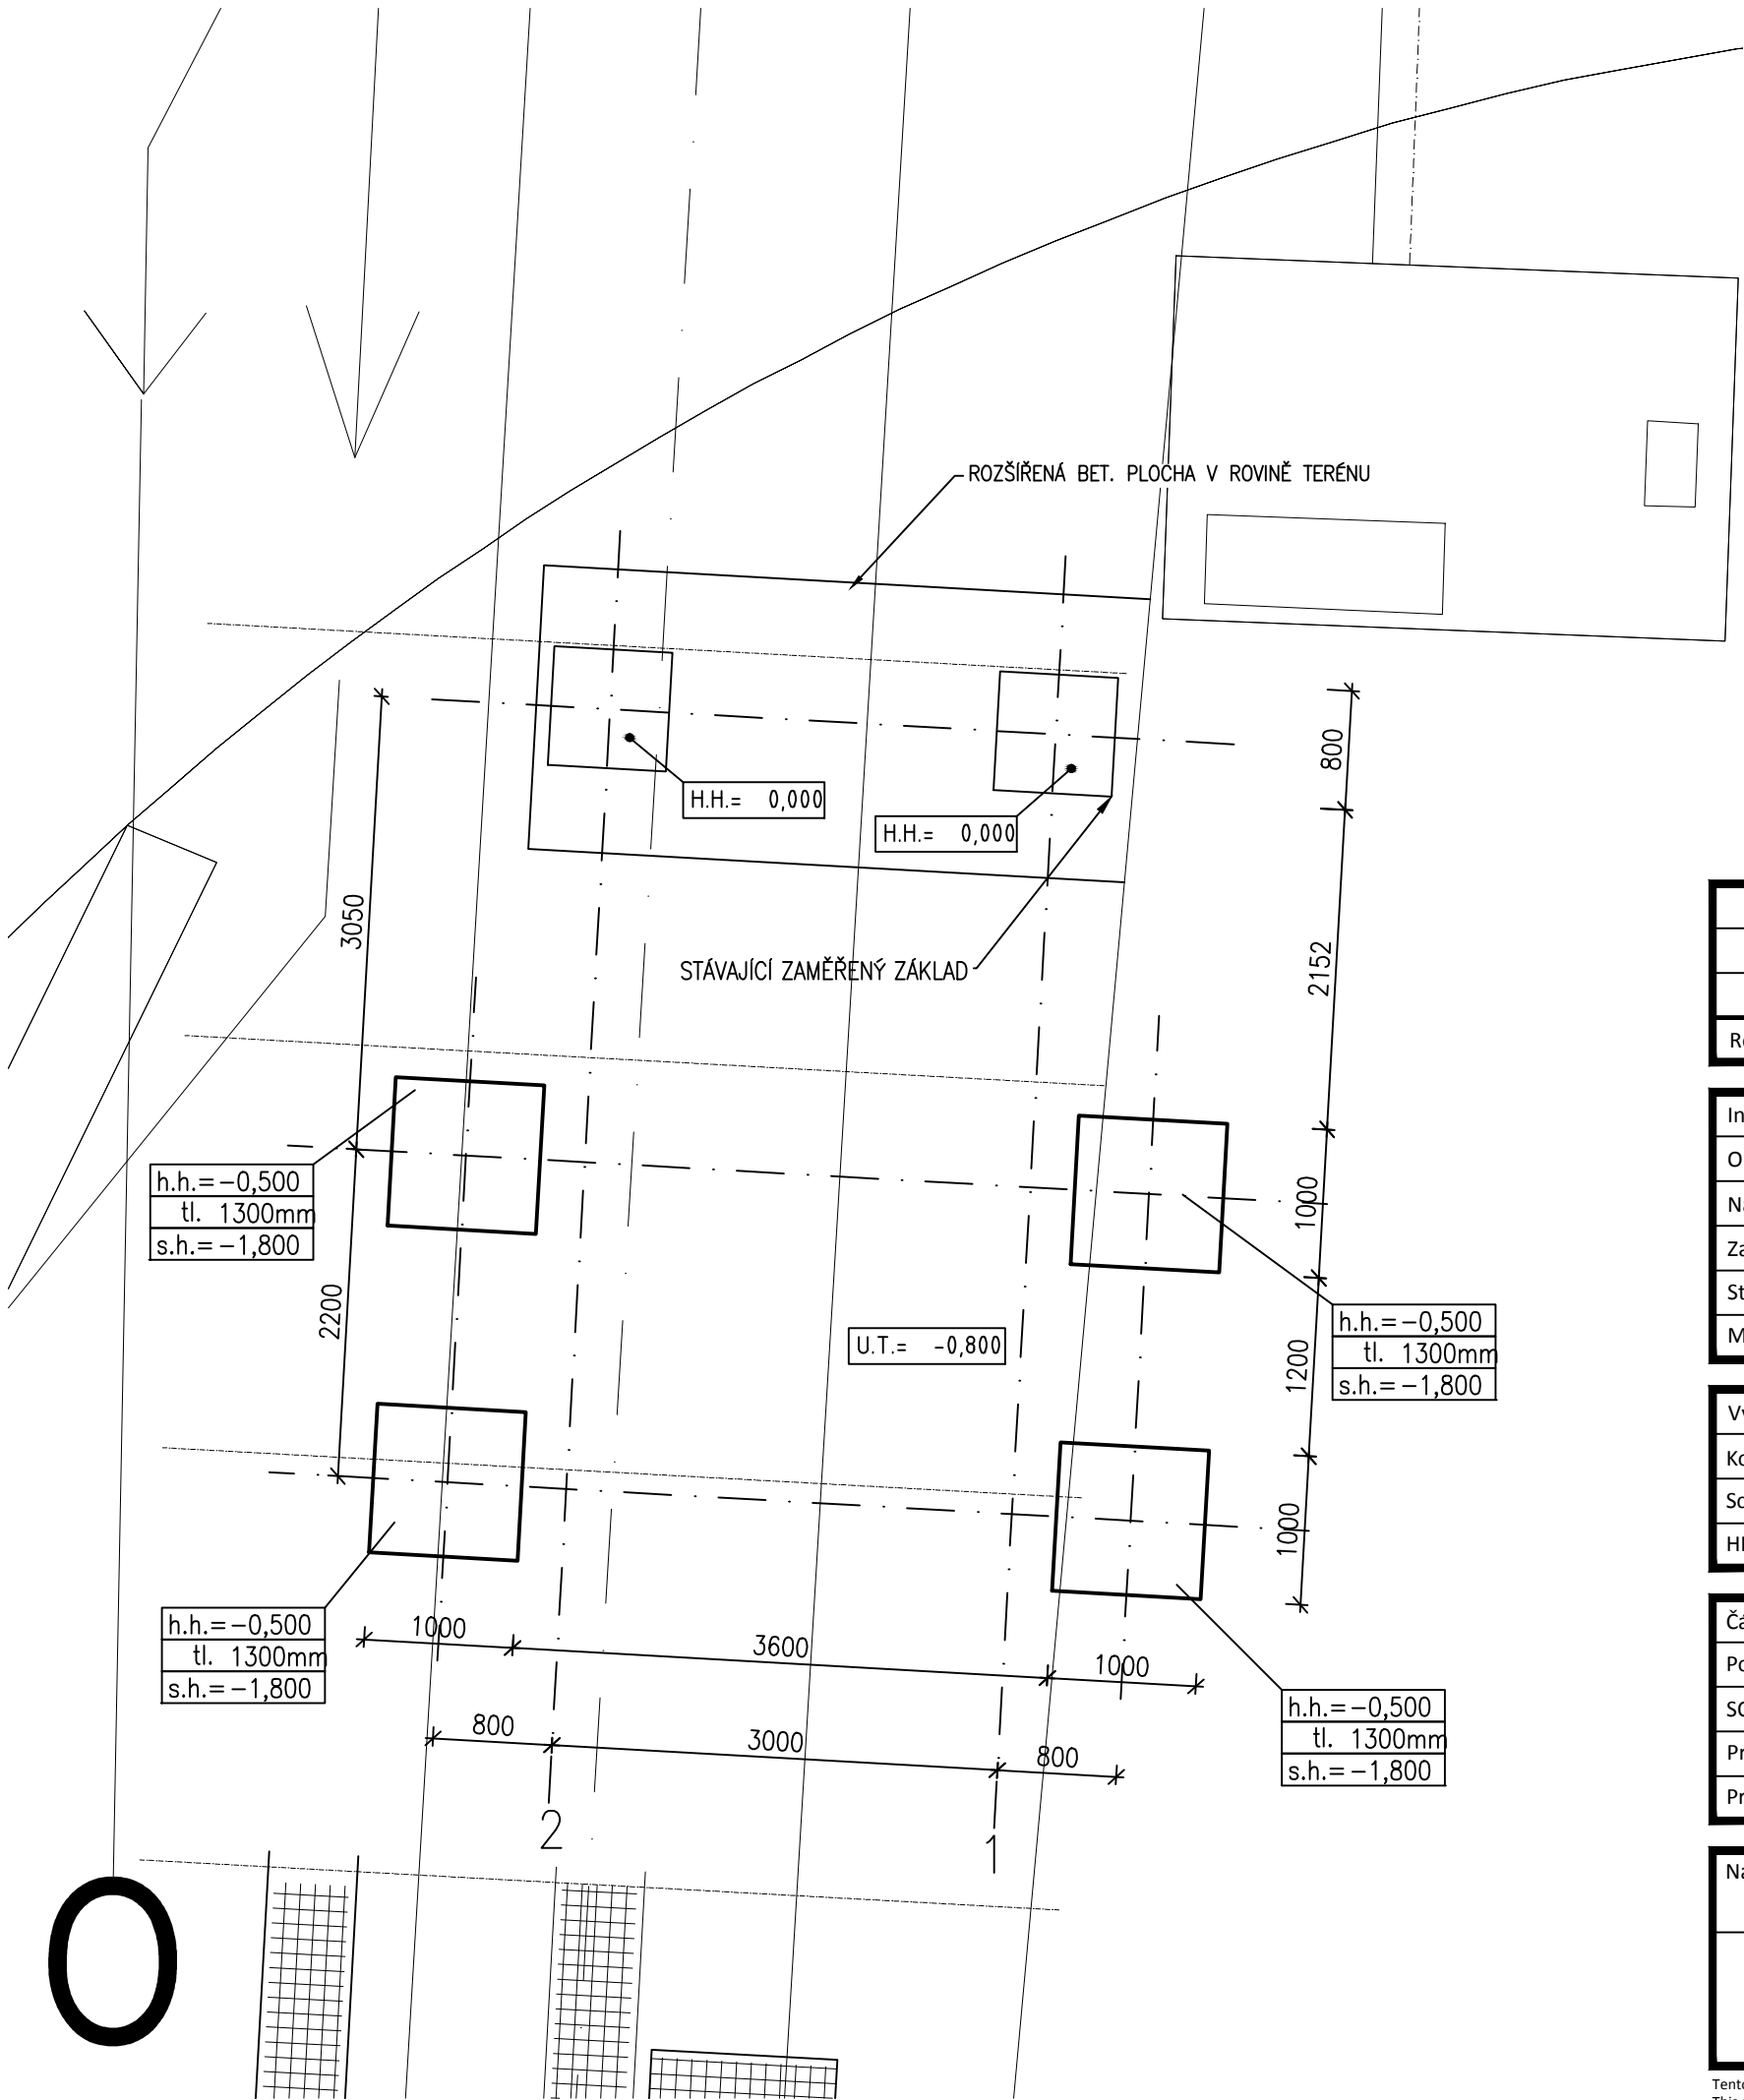 ROZŠÍŘENÁ BET. PLOCHA V ROVINĚ TERÉNU
800
H.H.= 0,000
H.H.= 0,000
3050
2152
STÁVAJÍCÍ ZAMĚŘENÝ ZÁKLAD
h.h.=-0,500
tl. 1300mm
s.h.=-1,800
1000
2200
U.T.= -0,800
h.h.=-0,500
tl. 1300mm
s.h.=-1,800
1200
1000
h.h.=-0,500
tl. 1300mm
s.h.=-1,800
1000
3600
1000
h.h.=-0,500
tl. 1300mm
s.h.=-1,800
800
3000
800
2
1
O